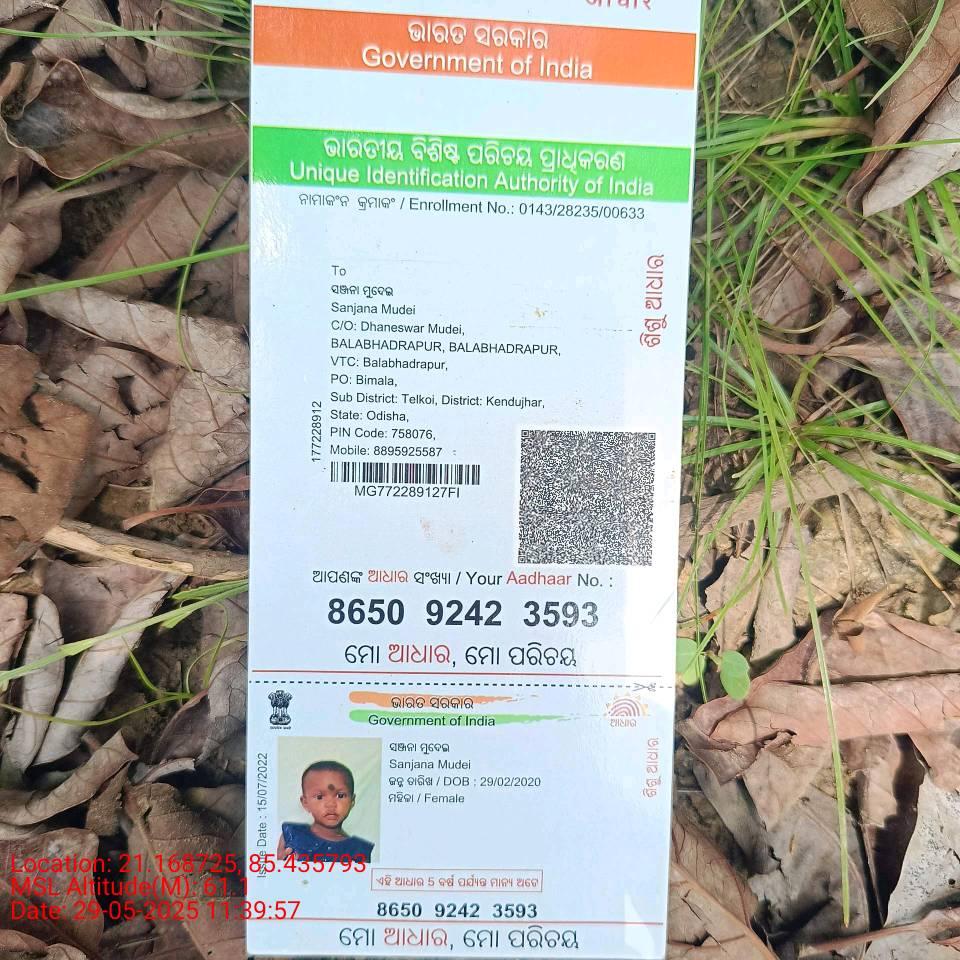 ଭାରତ ସରକାର
Government of India
ଭାରତୀୟ ବିଶିଷ୍ଟ ପରିଚୟ ପ୍ରାଧିକରଣ
Unique Identification Authority of India
ନାମାକଂନ କ୍ରମାକଂ / Enrollment No.: 0143/28235/00633
ଶିଶୁ ଆଧାର
To
ସଞ୍ଜନା ମୁଦେଇ
Sanjana Mudei
C/O: Dhaneswar Mudei,
BALABHADRAPUR, BALABHADRAPUR,
VTC: Balabhadrapur,
PO: Bimala,
Sub District: Telkoi, District: Kendujhar,
State: Odisha,
PIN Code: 758076,
Mobile: 8895925587
177228912
MG772289127FI
ଆପଣଙ୍କ ଆଧାର ସଂଖ୍ୟା / Your Aadhaar No. :
8650 9242 3593
ମୋ ଆଧାର, ମୋ ପରିଚୟ
ଭାରତ ସରକାର
Government of India
ଆଧାର
ସଞ୍ଜନା ମୁଦେଇ
Sanjana Mudei
ଜନ୍ମ ତାରିଖ / DOB : 29/02/2020
ମହିଳା / Female
ଶିଶୁ ଆଧାର
Issue Date : 15/07/2022
ଏହି ଆଧାର 5 ବର୍ଷ ପର୍ଯ୍ୟନ୍ତ ମାନ୍ୟ ଅଟେ
8650 9242 3593
ମୋ ଆଧାର, ମୋ ପରିଚୟ
Location: 21.168725, 85.435793
MSL Altitude(M): 61.1
Date: 29-05-2025 11:39:57